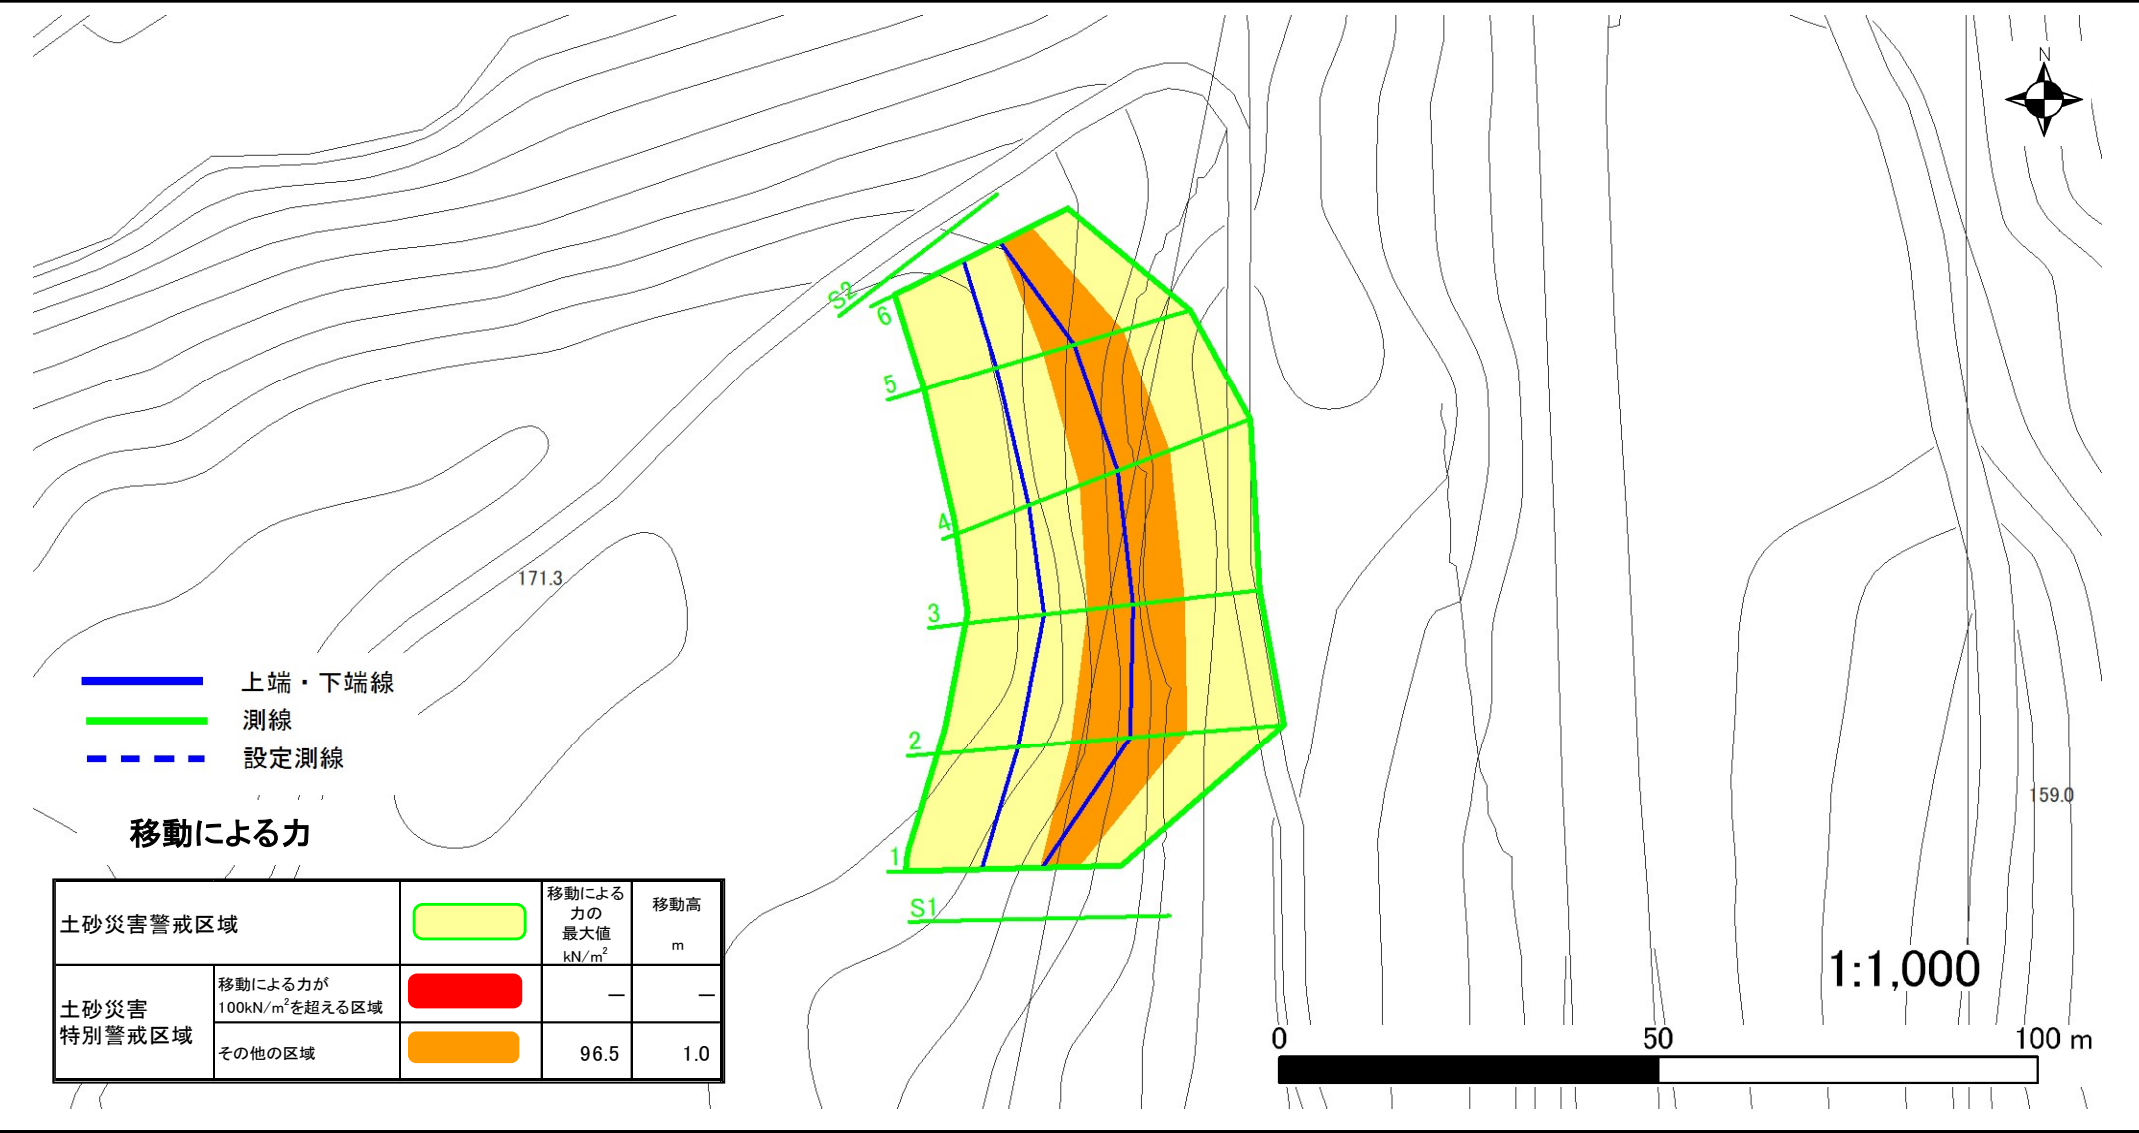 N
S2
6
5
4
3
2
1
S1
171.3
159.0
上端・下端線
測線
設定測線
移動による力
移動による
力の
最大値
kN/m²
移動高
m
土砂災害警戒区域
土砂災害
特別警戒区域
移動による力が
100kN/m²を超える区域
－
－
その他の区域
96.5
1.0
1:1,000
0
50
100 m